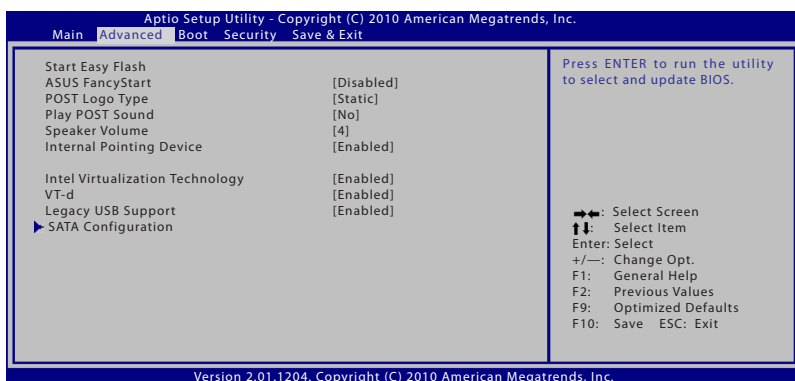 Aptio Setup Utility - Copyright (C) 2010 American Megatrends, Inc.
Main Advanced Boot Security Save & Exit
Start Easy Flash
ASUS FancyStart [Disabled]
POST Logo Type [Static]
Play POST Sound [No]
Speaker Volume [4]
Internal Pointing Device [Enabled]
Intel Virtualization Technology [Enabled]
VT-d [Enabled]
Legacy USB Support [Enabled]
SATA Configuration
Press ENTER to run the utility
to select and update BIOS.
→←: Select Screen
↑↓: Select Item
Enter: Select
+/—: Change Opt.
F1: General Help
F2: Previous Values
F9: Optimized Defaults
F10: Save ESC: Exit
Version 2.01.1204. Copyright (C) 2010 American Megatrends, Inc.